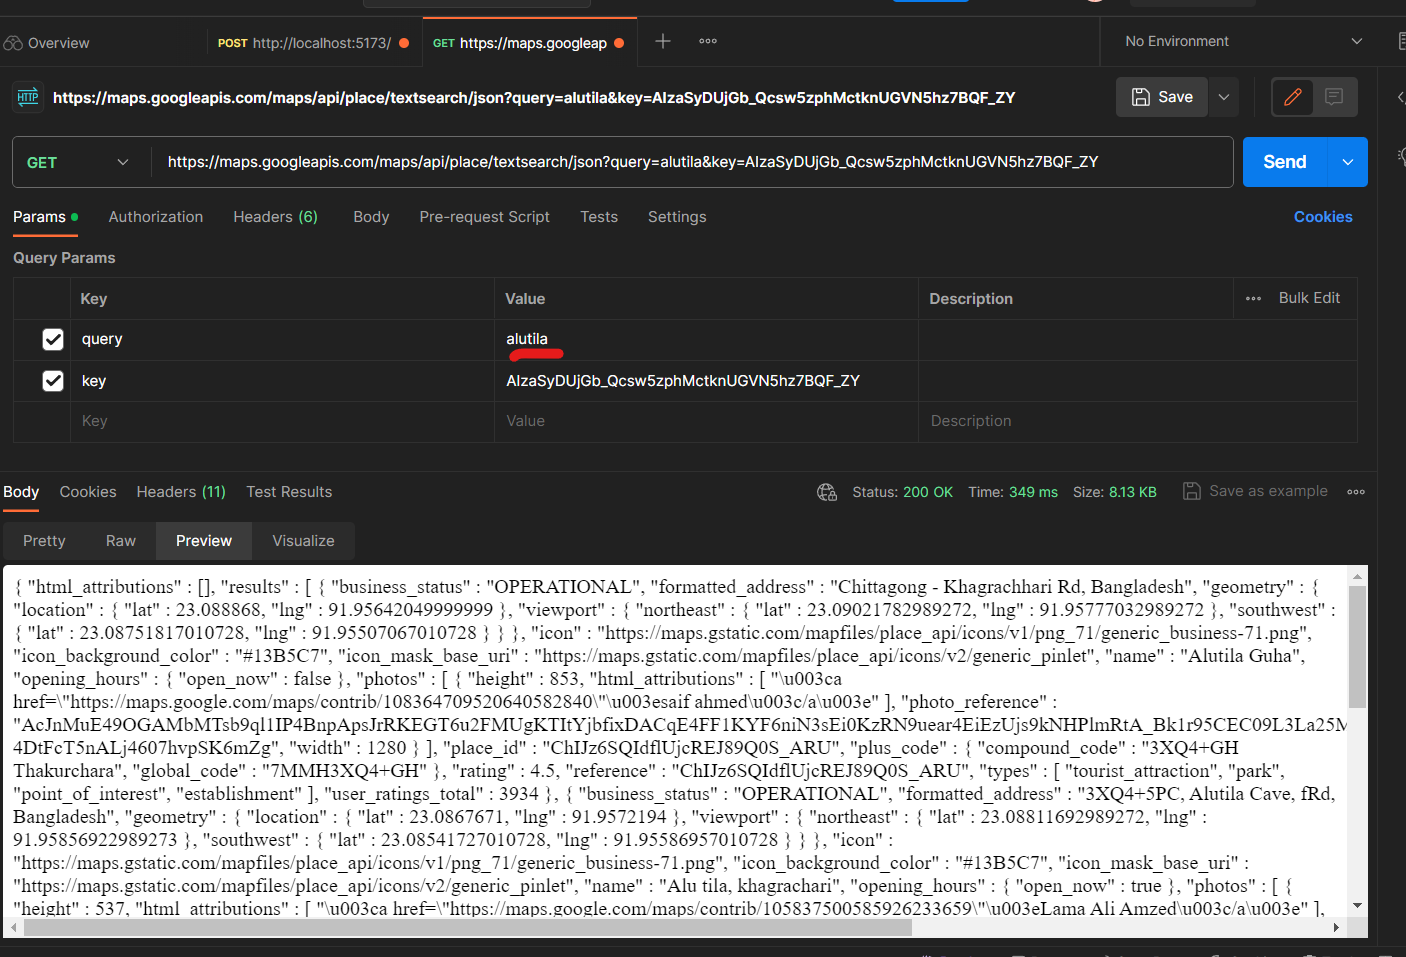 Overview
POST http://localhost:5173/
GET https://maps.googleap
No Environment
HTTP
https://maps.googleapis.com/maps/api/place/textsearch/json?query=alutila&key=AIzaSyDUjGb_Qcsw5zphMctknUGVN5hz7BQF_ZY
Save
GET
https://maps.googleapis.com/maps/api/place/textsearch/json?query=alutila&key=AIzaSyDUjGb_Qcsw5zphMctknUGVN5hz7BQF_ZY
Send
Params Authorization Headers (6) Body Pre-request Script Tests Settings Cookies
Query Params
Key Value Description Bulk Edit
query alutila
key AIzaSyDUjGb_Qcsw5zphMctknUGVN5hz7BQF_ZY
Key Value Description
Body Cookies Headers (11) Test Results Status: 200 OK Time: 349 ms Size: 8.13 KB Save as example
Pretty Raw Preview Visualize
{ "html_attributions" : [], "results" : [ { "business_status" : "OPERATIONAL", "formatted_address" : "Chittagong - Khagrachhari Rd, Bangladesh", "geometry" : {
"location" : { "lat" : 23.088868, "lng" : 91.95642049999999 }, "viewport" : { "northeast" : { "lat" : 23.09021782989272, "lng" : 91.95777032989272 }, "southwest" :
{ "lat" : 23.08751817010728, "lng" : 91.95507067010728 } } }, "icon" : "https://maps.gstatic.com/mapfiles/place_api/icons/v1/png_71/generic_business-71.png",
"icon_background_color" : "#13B5C7", "icon_mask_base_uri" : "https://maps.gstatic.com/mapfiles/place_api/icons/v2/generic_pinlet", "name" : "Alutila Guha",
"opening_hours" : { "open_now" : false }, "photos" : [ { "height" : 853, "html_attributions" : [ "\u003ca
href=\"https://maps.google.com/maps/contrib/108364709520640582840\"\u003esaif ahmed\u003c/a\u003e" ], "photo_reference" :
"AcJnMuE49OGAMbMTsb9ql1IP4BnpApsJrRKEGT6u2FMUgKTItYjbfixDACqE4FF1KYF6niN3sEi0KzRN9uear4EiEzUjs9kNHPlmRtA_Bk1r95CEC09L3La25M
4DtFcT5nALj4607hvpSK6mZg", "width" : 1280 } ], "place_id" : "ChIJz6SQIdflUjcREJ89Q0S_ARU", "plus_code" : { "compound_code" : "3XQ4+GH
Thakurchara", "global_code" : "7MMH3XQ4+GH" }, "rating" : 4.5, "reference" : "ChIJz6SQIdflUjcREJ89Q0S_ARU", "types" : [ "tourist_attraction", "park",
"point_of_interest", "establishment" ], "user_ratings_total" : 3934 }, { "business_status" : "OPERATIONAL", "formatted_address" : "3XQ4+5PC, Alutila Cave, fRd,
Bangladesh", "geometry" : { "location" : { "lat" : 23.0867671, "lng" : 91.9572194 }, "viewport" : { "northeast" : { "lat" : 23.08811692989272, "lng" :
91.95856922989273 }, "southwest" : { "lat" : 23.08541727010728, "lng" : 91.95586957010728 } } }, "icon" :
"https://maps.gstatic.com/mapfiles/place_api/icons/v1/png_71/generic_business-71.png", "icon_background_color" : "#13B5C7", "icon_mask_base_uri" :
"https://maps.gstatic.com/mapfiles/place_api/icons/v2/generic_pinlet", "name" : "Alu tila, khagrachari", "opening_hours" : { "open_now" : true }, "photos" : [ {
"height" : 537, "html_attributions" : [ "\u003ca href=\"https://maps.google.com/maps/contrib/105837500585926233659\"\u003eLama Ali Amzed\u003c/a\u003e" ],